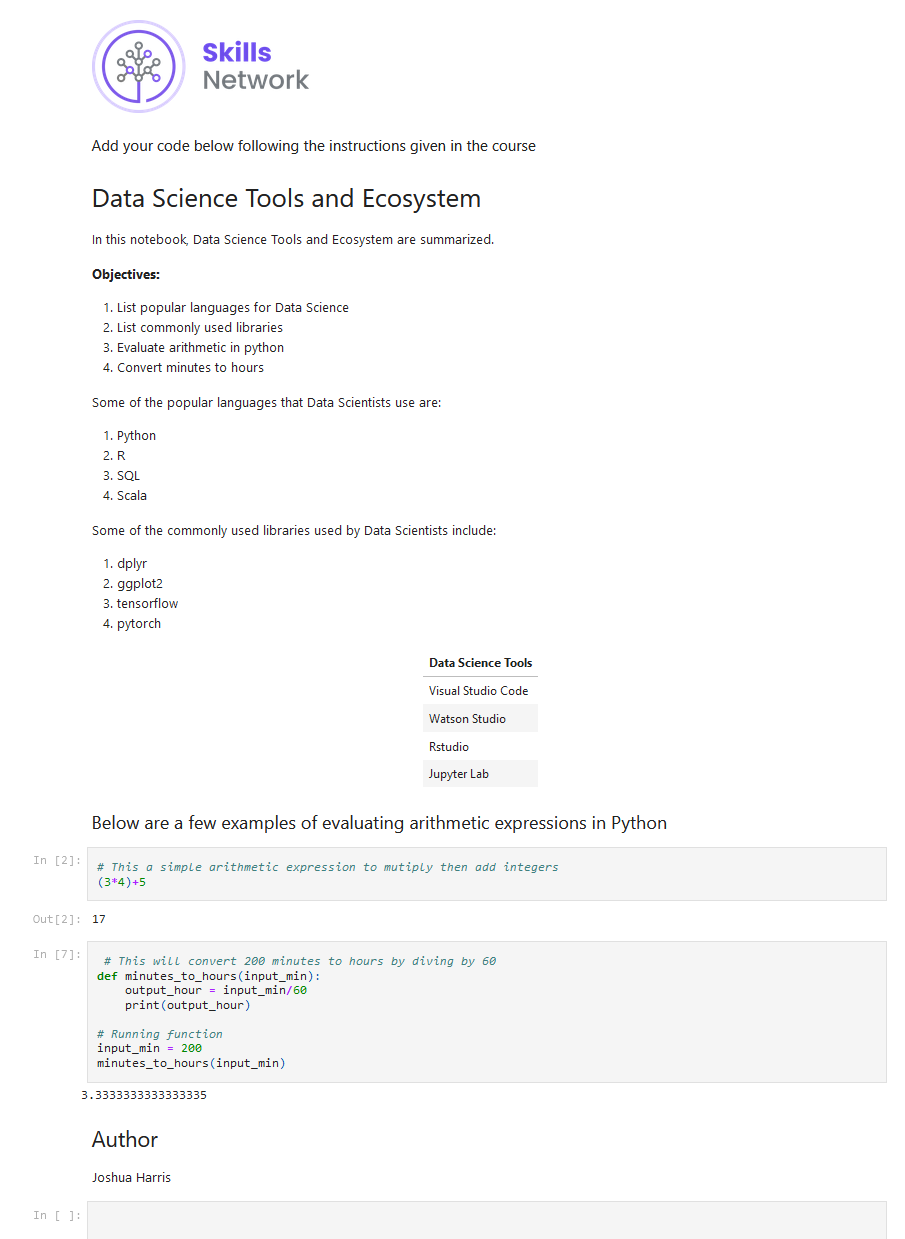 Skills
Network
Add your code below following the instructions given in the course
Data Science Tools and Ecosystem
In this notebook, Data Science Tools and Ecosystem are summarized.
Objectives:
1. List popular languages for Data Science
2. List commonly used libraries
3. Evaluate arithmetic in python
4. Convert minutes to hours
Some of the popular languages that Data Scientists use are:
1. Python
2. R
3. SQL
4. Scala
Some of the commonly used libraries used by Data Scientists include:
1. dplyr
2. ggplot2
3. tensorflow
4. pytorch
Data Science Tools
Visual Studio Code
Watson Studio
Rstudio
Jupyter Lab
Below are a few examples of evaluating arithmetic expressions in Python
In [2]: # This a simple arithmetic expression to mutiply then add integers
(3*4)+5
Out[2]: 17
In [7]: # This will convert 200 minutes to hours by diving by 60
def minutes_to_hours(input_min):
    output_hour = input_min/60
    print(output_hour)
# Running function
input_min = 200
minutes_to_hours(input_min)
3.3333333333333335
Author
Joshua Harris
In [ ]: